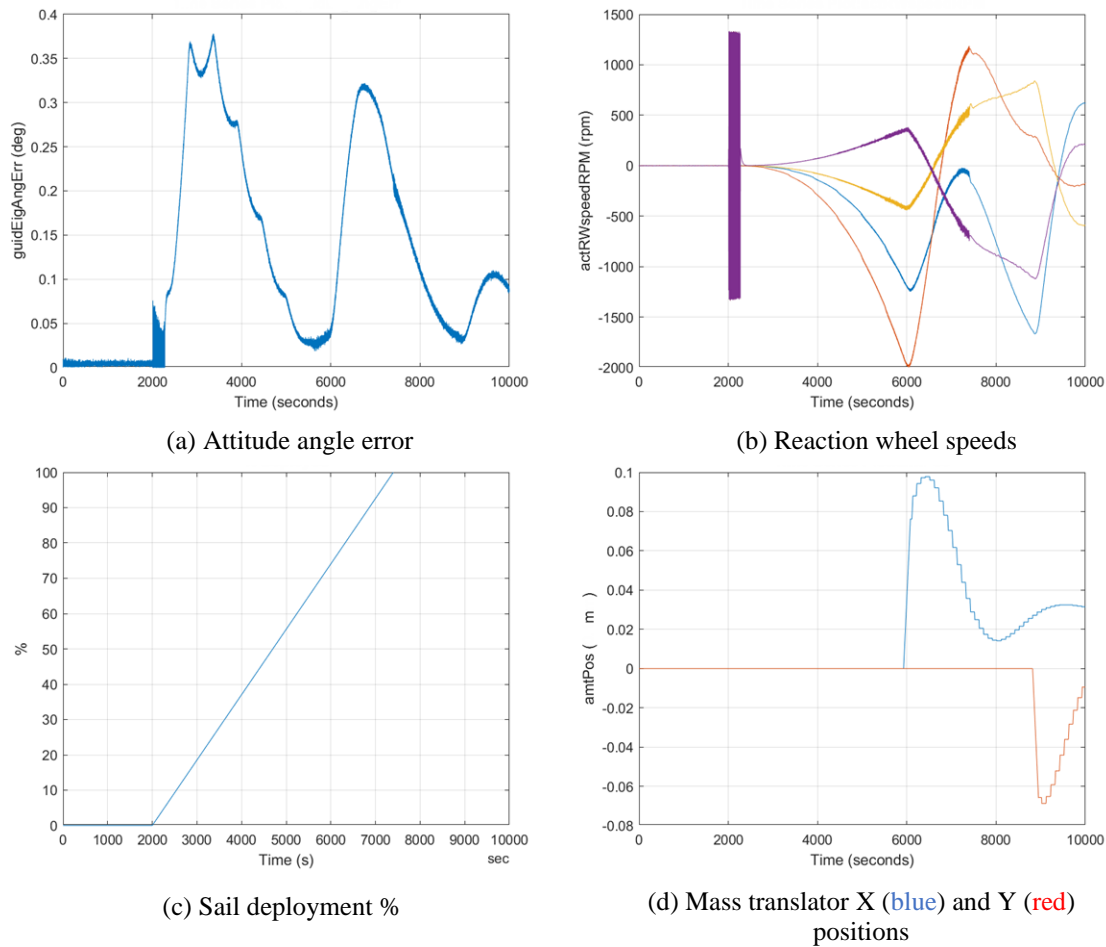 0.4
0.35
0.3
0.25
0.2
0.15
0.1
0.05
0
guidEigAngErr (deg)
0 2000 4000 6000 8000 10000
Time (seconds)
(a) Attitude angle error
1500
1000
500
0
-500
-1000
-1500
-2000
actRWspeedRPM (rpm)
0 2000 4000 6000 8000 10000
Time (seconds)
(b) Reaction wheel speeds
100
90
80
70
60
50
40
30
20
10
0
%
0 1000 2000 3000 4000 5000 6000 7000 8000 9000 10000
Time (s) sec
(c) Sail deployment %
0.1
0.08
0.06
0.04
0.02
0
-0.02
-0.04
-0.06
-0.08
amtPos ( m )
0 2000 4000 6000 8000 10000
Time (seconds)
(d) Mass translator X (blue) and Y (red)
positions